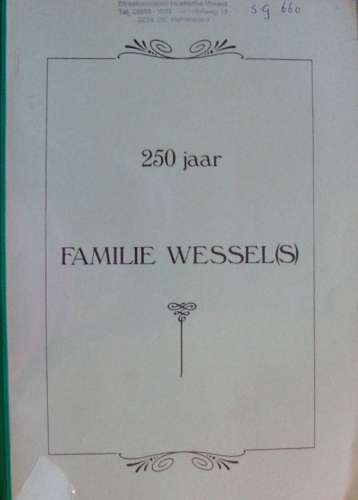 SG 660
250 jaar
FAMILIE WESSEL(S)